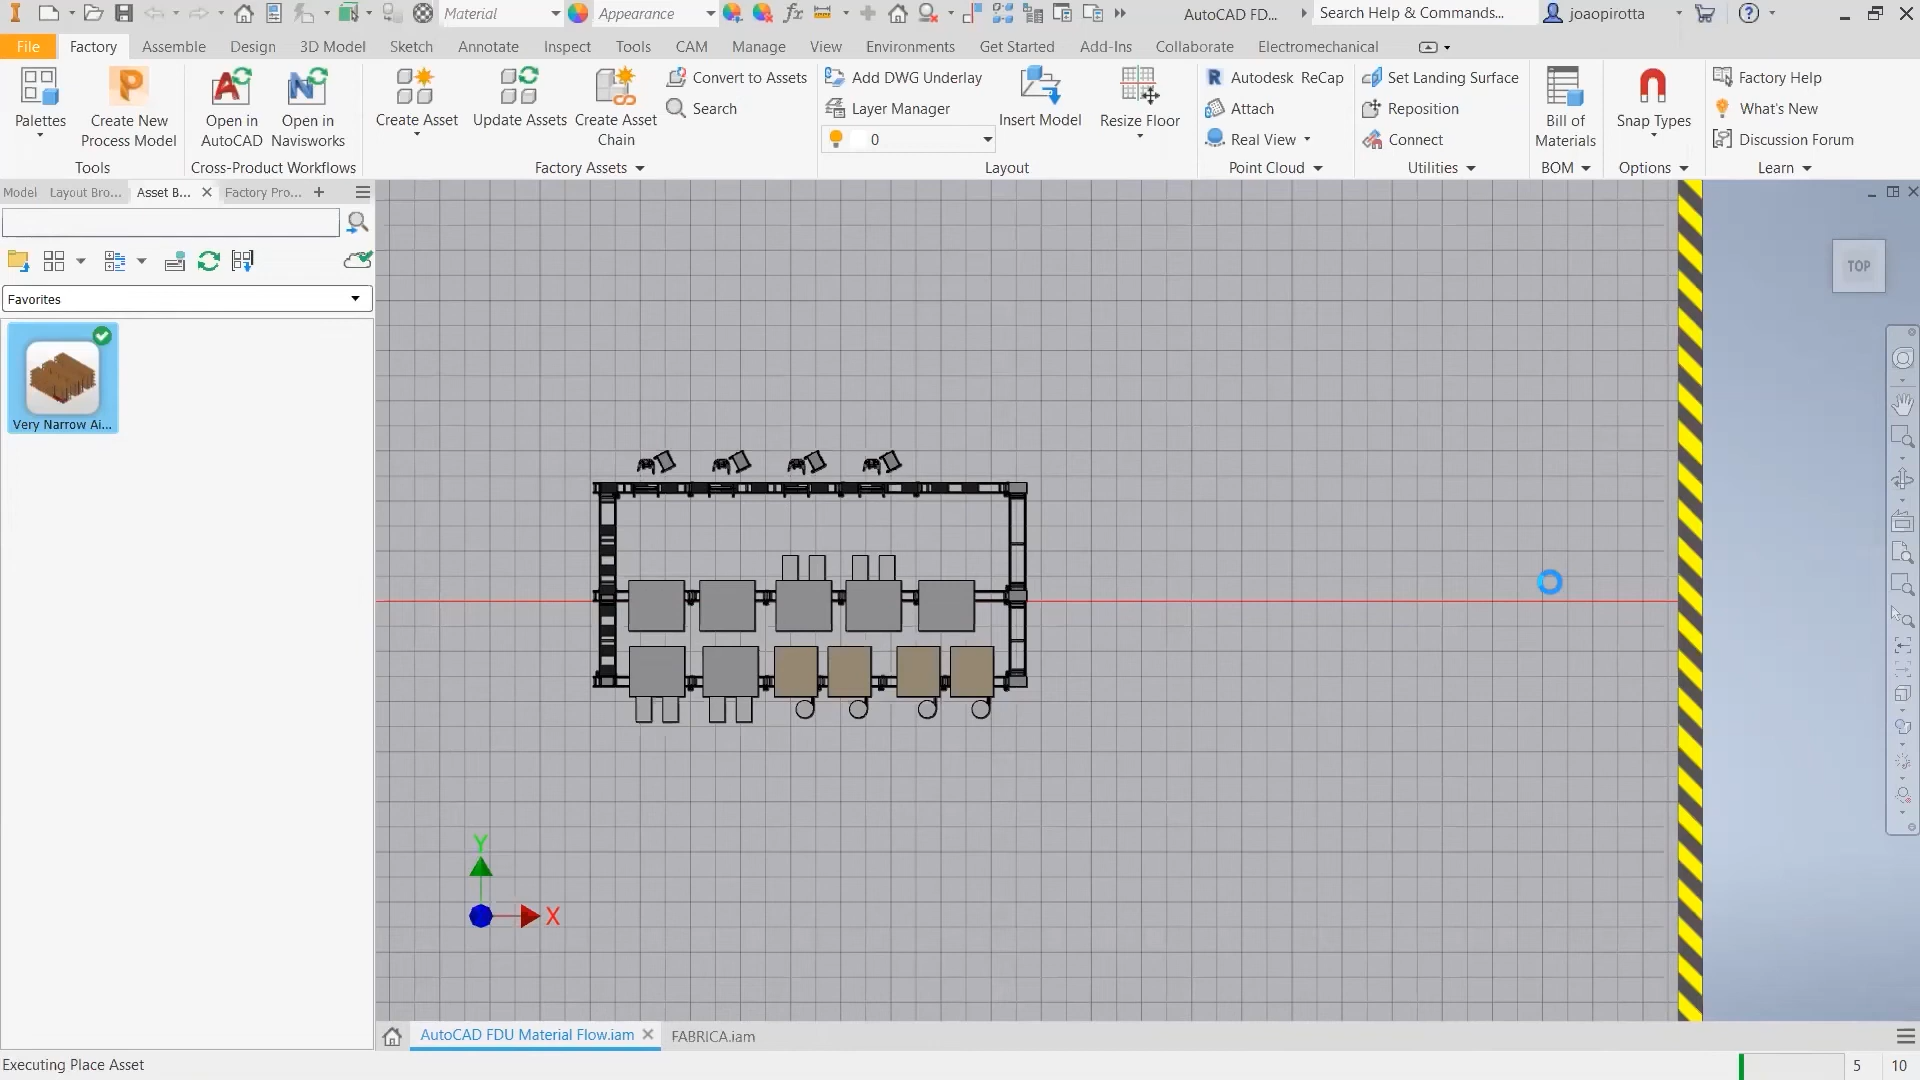 Material
Appearance
AutoCAD FD...
Search Help & Commands...
joaopirotta
File
Factory
Assemble
Design
3D Model
Sketch
Annotate
Inspect
Tools
CAM
Manage
View
Environments
Get Started
Add-Ins
Collaborate
Electromechanical
Palettes
Create New
Process Model
Tools
Open in
AutoCAD
Open in
Navisworks
Cross-Product Workflows
Create Asset
Update Assets
Create Asset
Chain
Convert to Assets
Search
Factory Assets
Add DWG Underlay
Layer Manager
0
Insert Model
Resize Floor
Layout
Autodesk ReCap
Attach
Real View
Point Cloud
Set Landing Surface
Reposition
Connect
Utilities
Bill of
Materials
BOM
Snap Types
Options
Factory Help
What's New
Discussion Forum
Learn
Model
Layout Bro...
Asset B...
Factory Pro...
Favorites
Very Narrow Ai...
TOP
Y
X
AutoCAD FDU Material Flow.iam
FABRICA.iam
Executing Place Asset
5
10